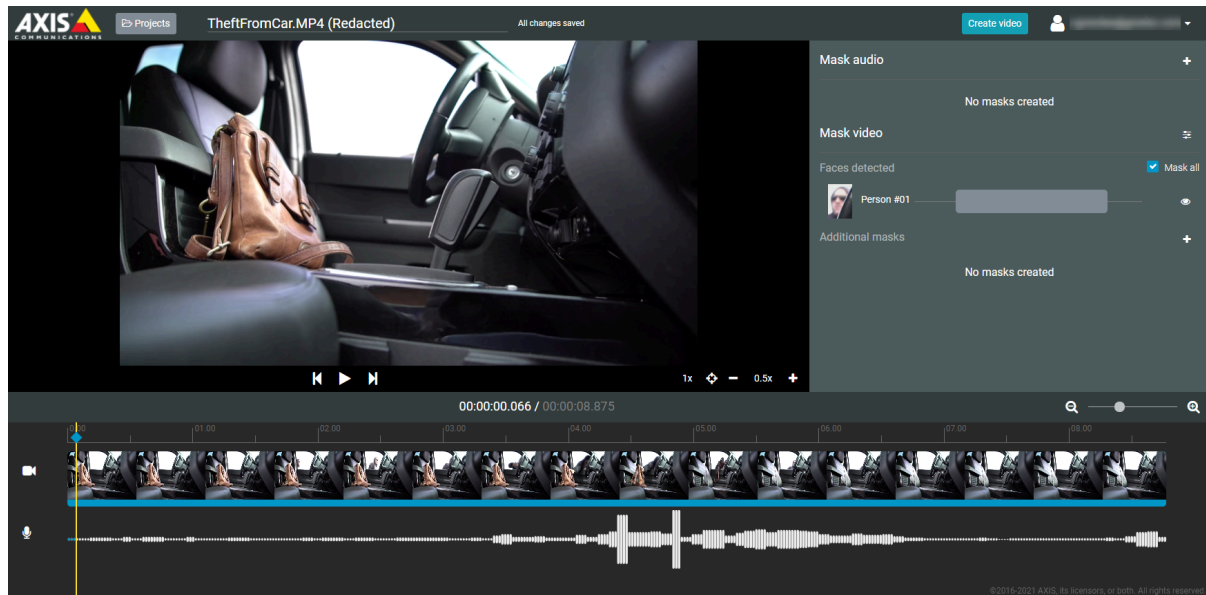 AXIS
COMMUNICATIONS
Projects
TheftFromCar.MP4 (Redacted)
All changes saved
Create video
Mask audio
No masks created
Mask video
Faces detected
Mask all
Person #01
Additional masks
No masks created
1x
0.5x
00:00:00.066 / 00:00:08.875
0:00 01:00 02:00 03:00 04:00 05:00 06:00 07:00 08:00
©2016-2021 AXIS, its licensors, or both. All rights reserved